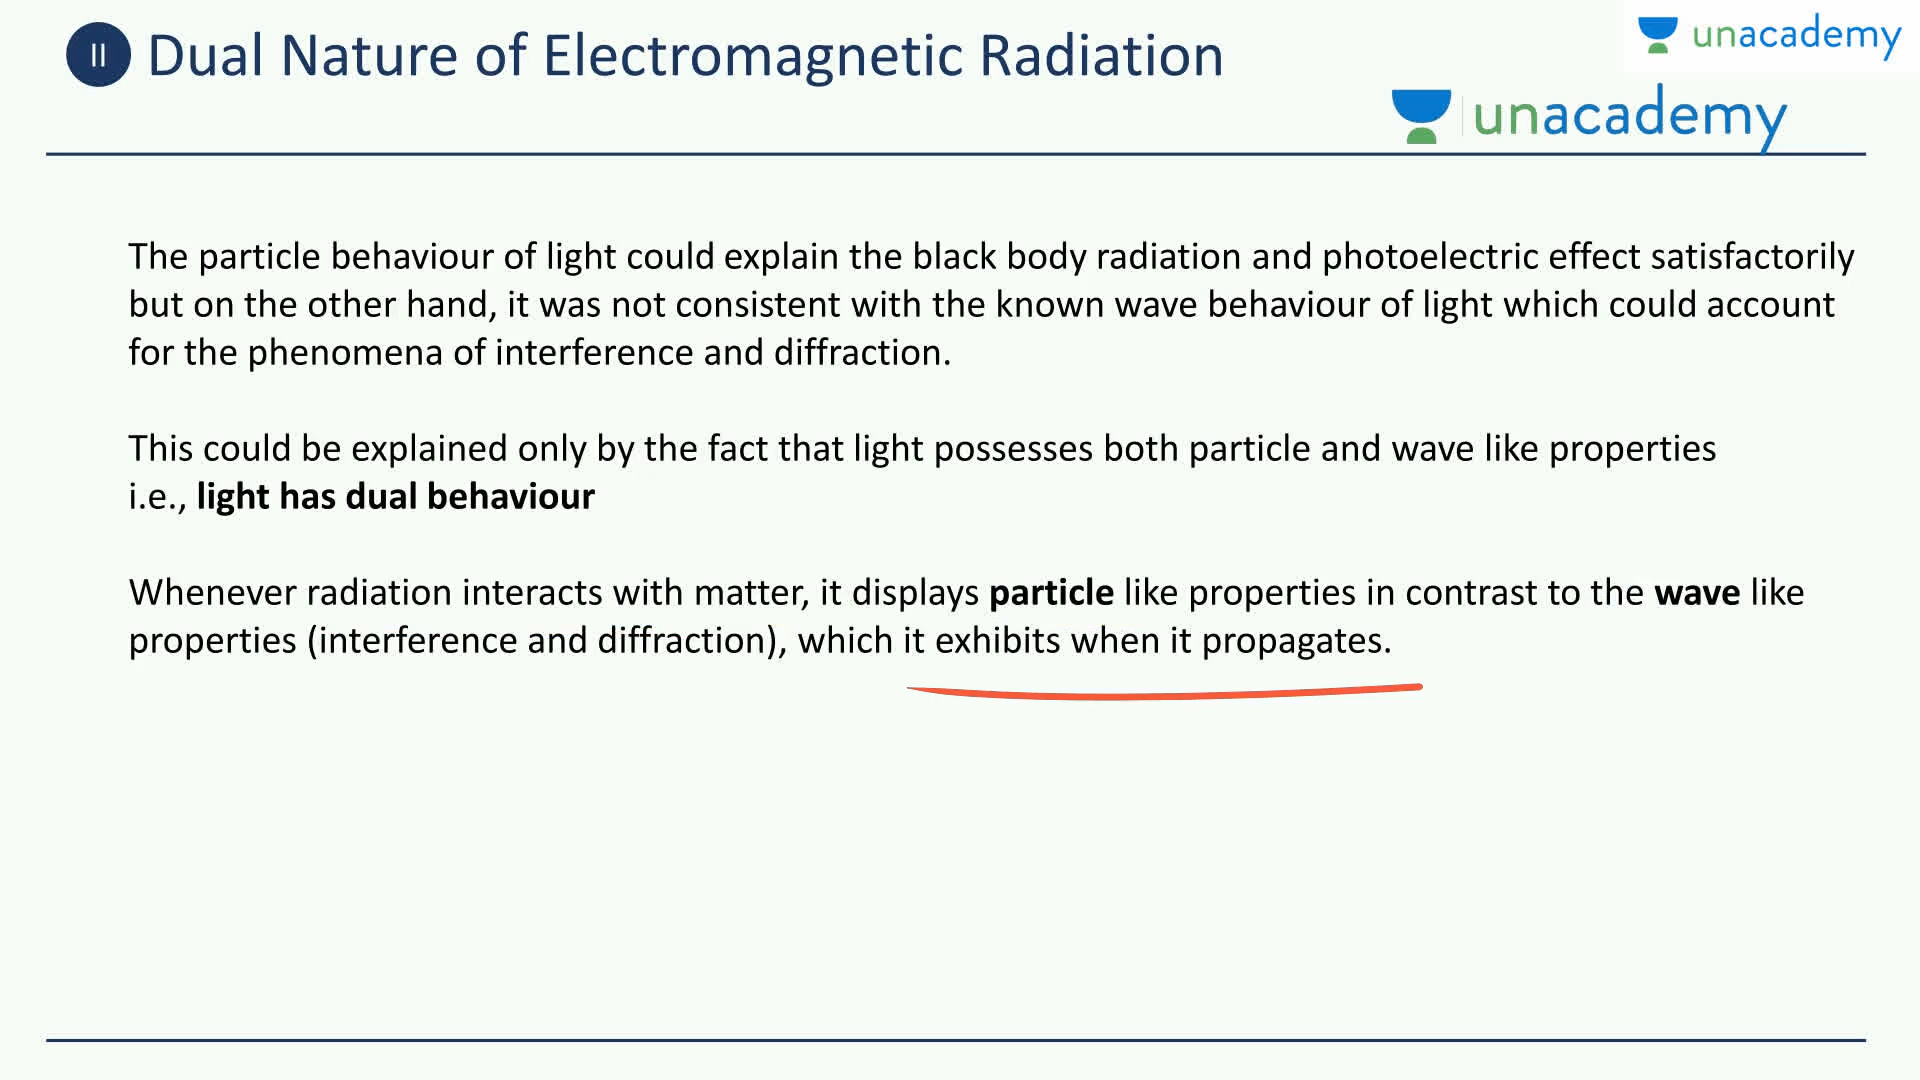 II Dual Nature of Electromagnetic Radiation
unacademy
unacademy
The particle behaviour of light could explain the black body radiation and photoelectric effect satisfactorily
but on the other hand, it was not consistent with the known wave behaviour of light which could account
for the phenomena of interference and diffraction.
This could be explained only by the fact that light possesses both particle and wave like properties
i.e., light has dual behaviour
Whenever radiation interacts with matter, it displays particle like properties in contrast to the wave like
properties (interference and diffraction), which it exhibits when it propagates.